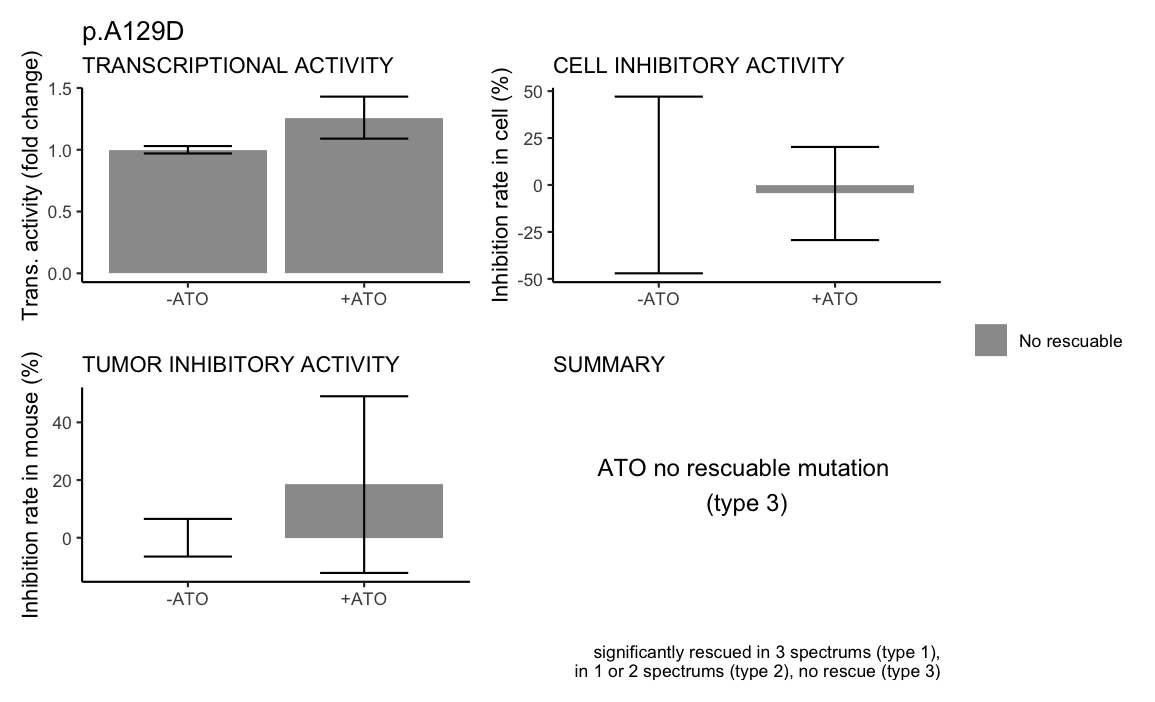 p.A129D
TRANSCRIPTIONAL ACTIVITY
Trans. activity (fold change)
1.5
1.0
0.5
0.0
-ATO
+ATO
CELL INHIBITORY ACTIVITY
Inhibition rate in cell (%)
50
25
0
-25
-50
-ATO
+ATO
No rescuable
TUMOR INHIBITORY ACTIVITY
Inhibition rate in mouse (%)
40
20
0
-ATO
+ATO
SUMMARY
ATO no rescuable mutation
(type 3)
significantly rescued in 3 spectrums (type 1),
in 1 or 2 spectrums (type 2), no rescue (type 3)